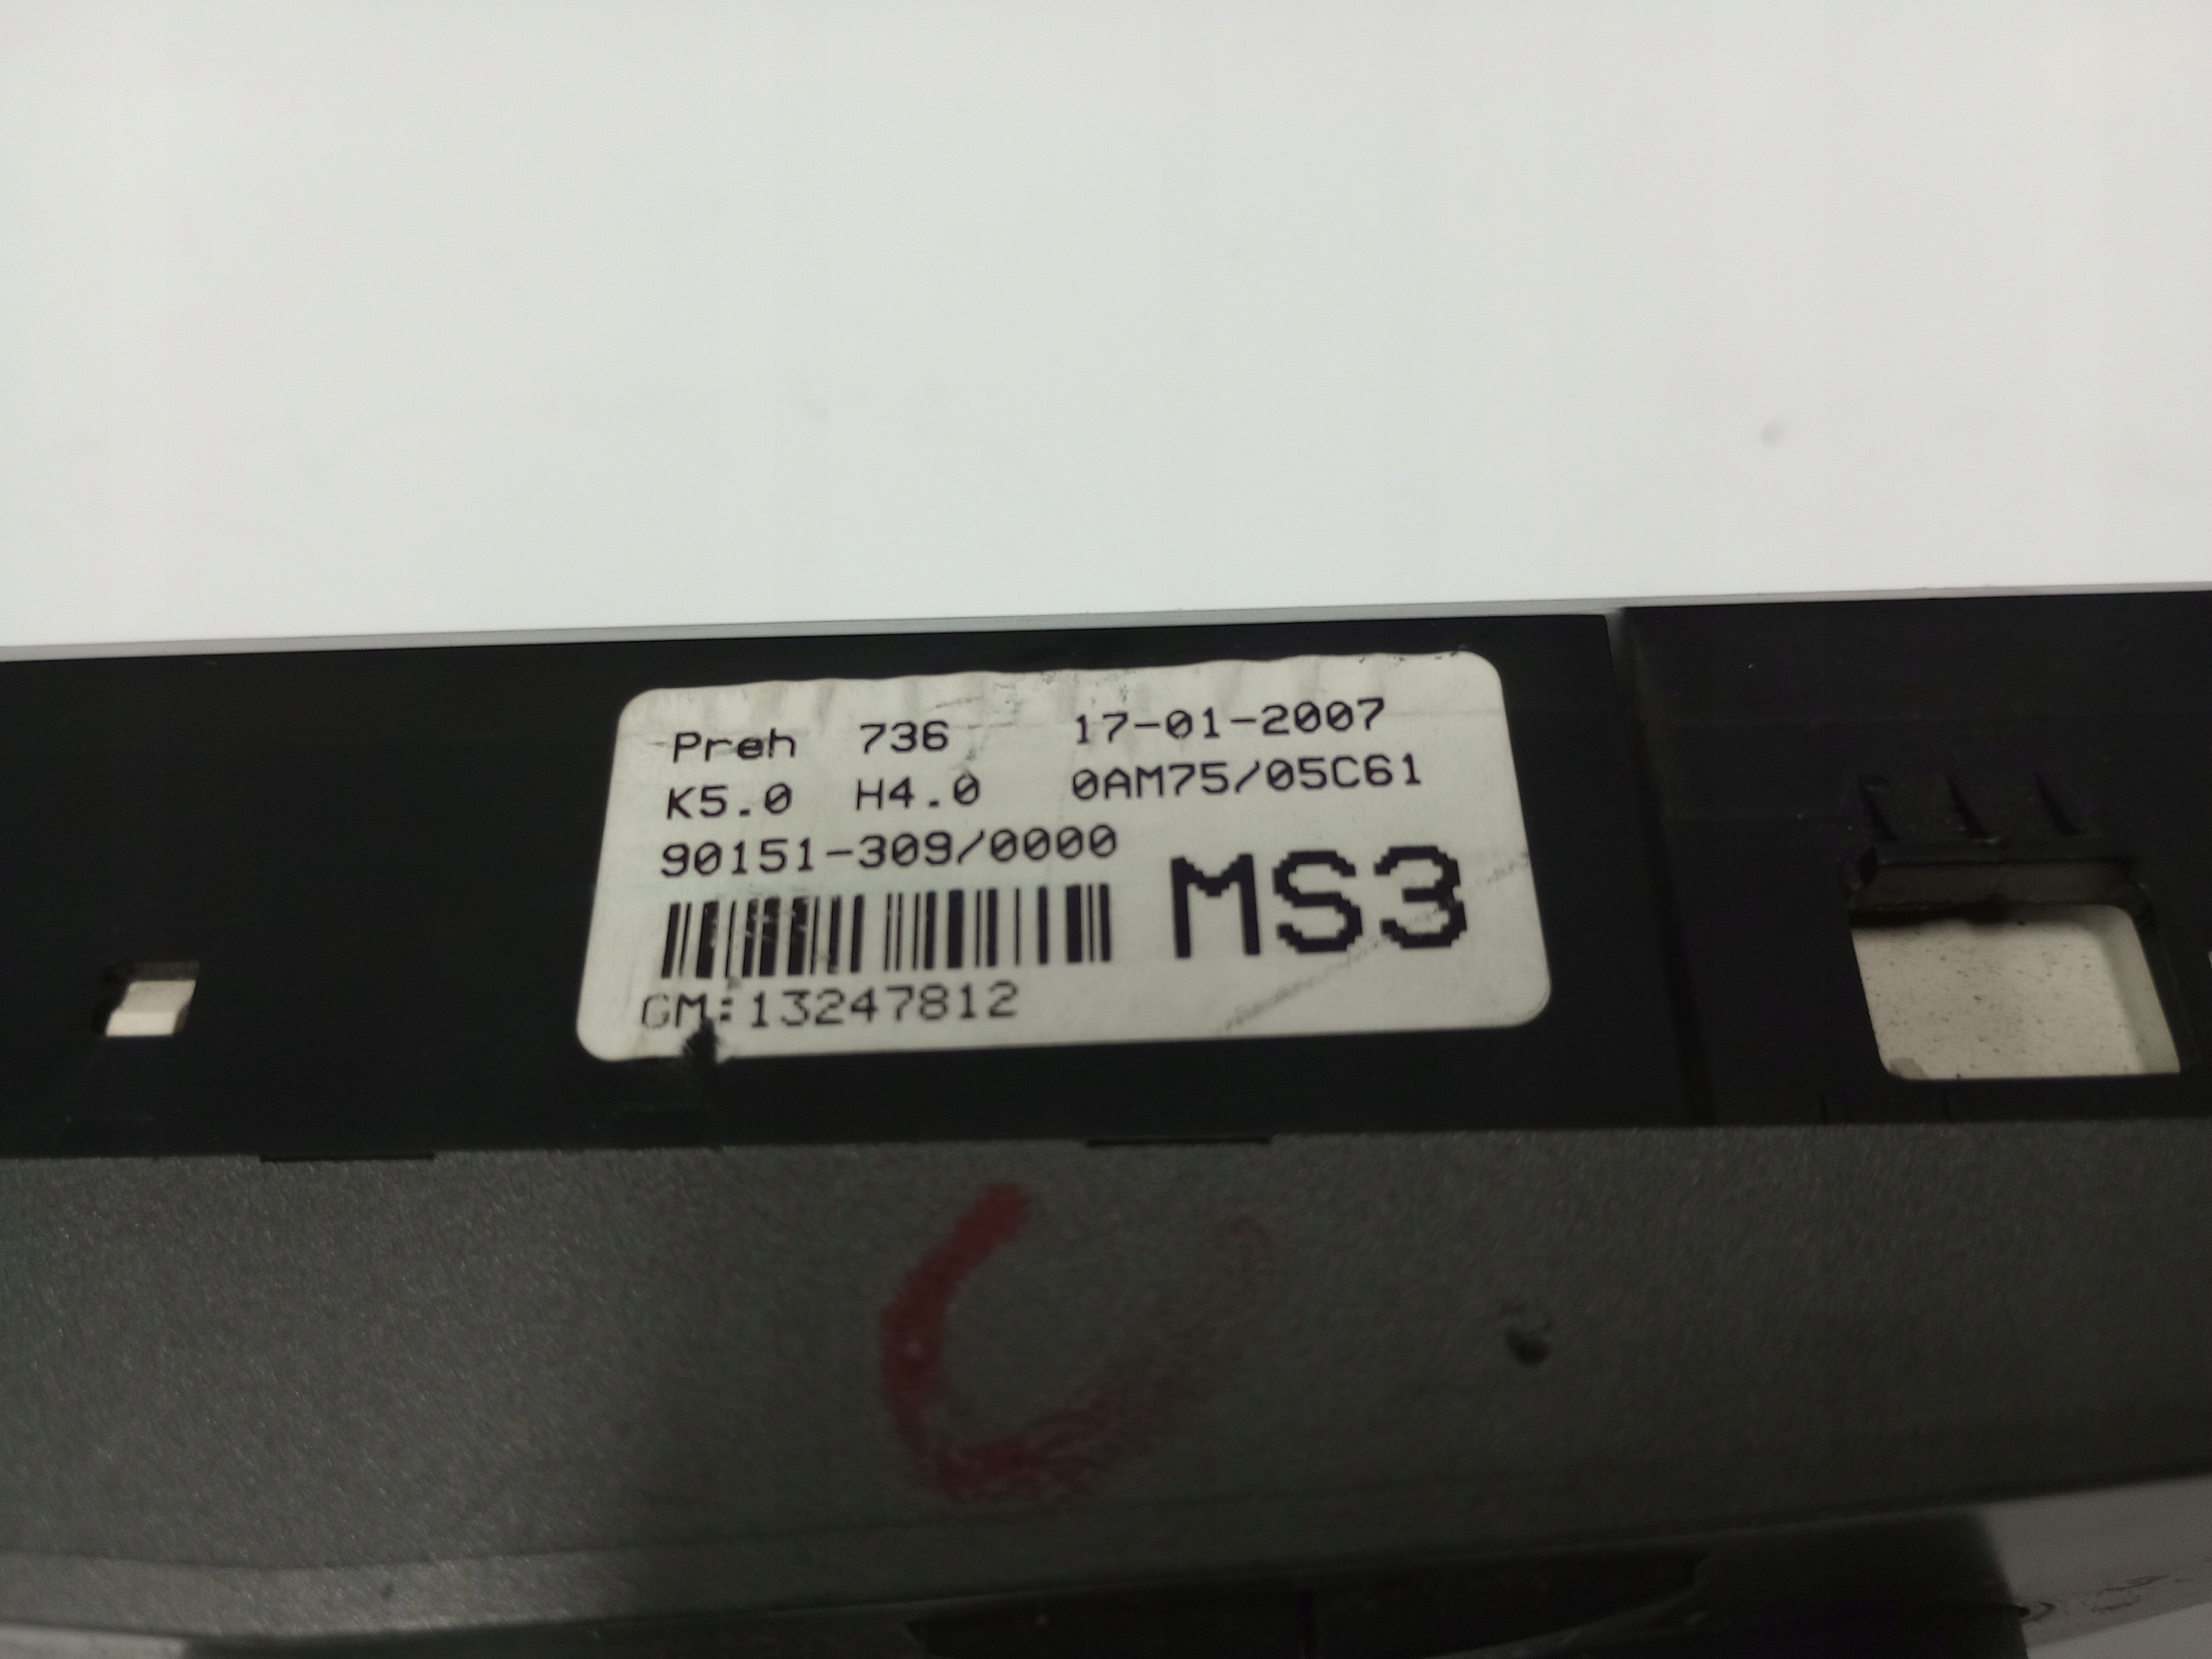 Preh 736 17-01-2007
K5.0 H4.0 0AM75/05C61
90151-309/0000
MS3
GM:13247812